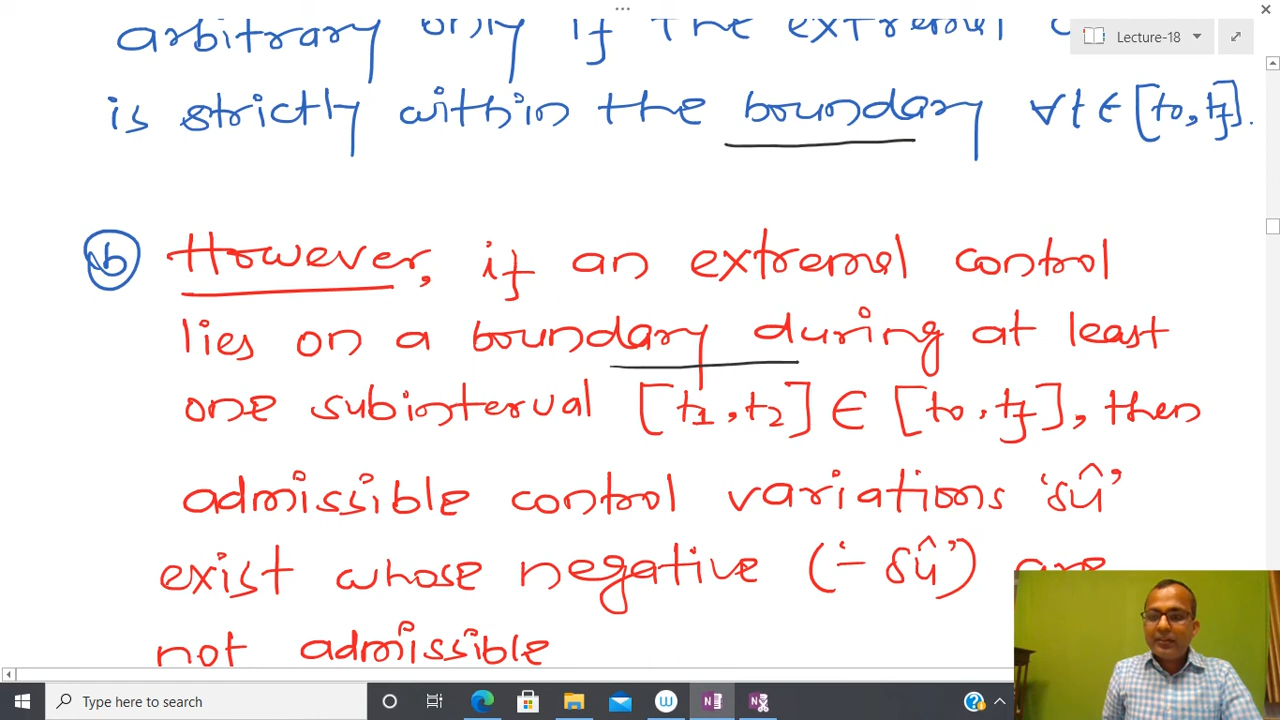 Lecture-18
arbitrary only if the extremal
is strictly within the boundary ∀t ∈ [t0, tf].
b However, if an extremal control
lies on a boundary during at least
one subinterval [t1, t2] ∈ [t0, tf], then
admissible control variations 'δû'
exist whose negative ('- δû') are
not admissible
Type here to search